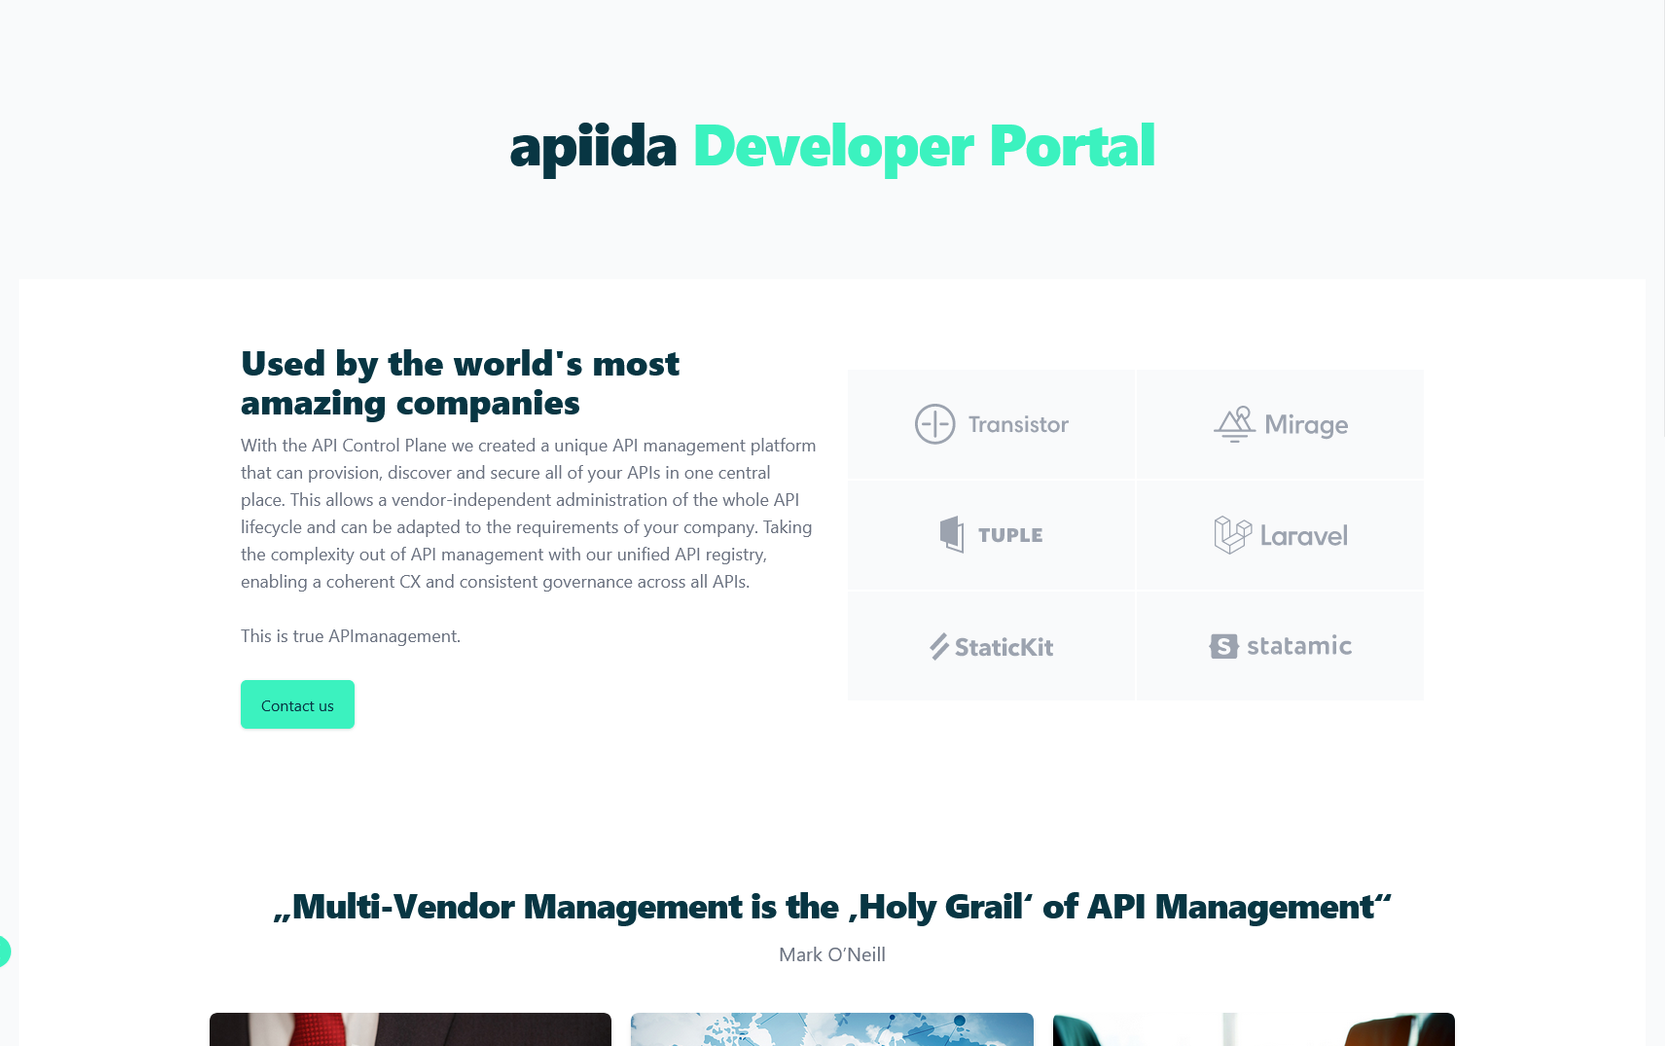 apiida Developer Portal
Used by the world's most
amazing companies
With the API Control Plane we created a unique API management platform
that can provision, discover and secure all of your APIs in one central
place. This allows a vendor-independent administration of the whole API
lifecycle and can be adapted to the requirements of your company. Taking
the complexity out of API management with our unified API registry,
enabling a coherent CX and consistent governance across all APIs.
This is true APImanagement.
Contact us
Transistor
Mirage
TUPLE
Laravel
StaticKit
S statamic
„Multi-Vendor Management is the ‚Holy Grail‘ of API Management“
Mark O’Neill